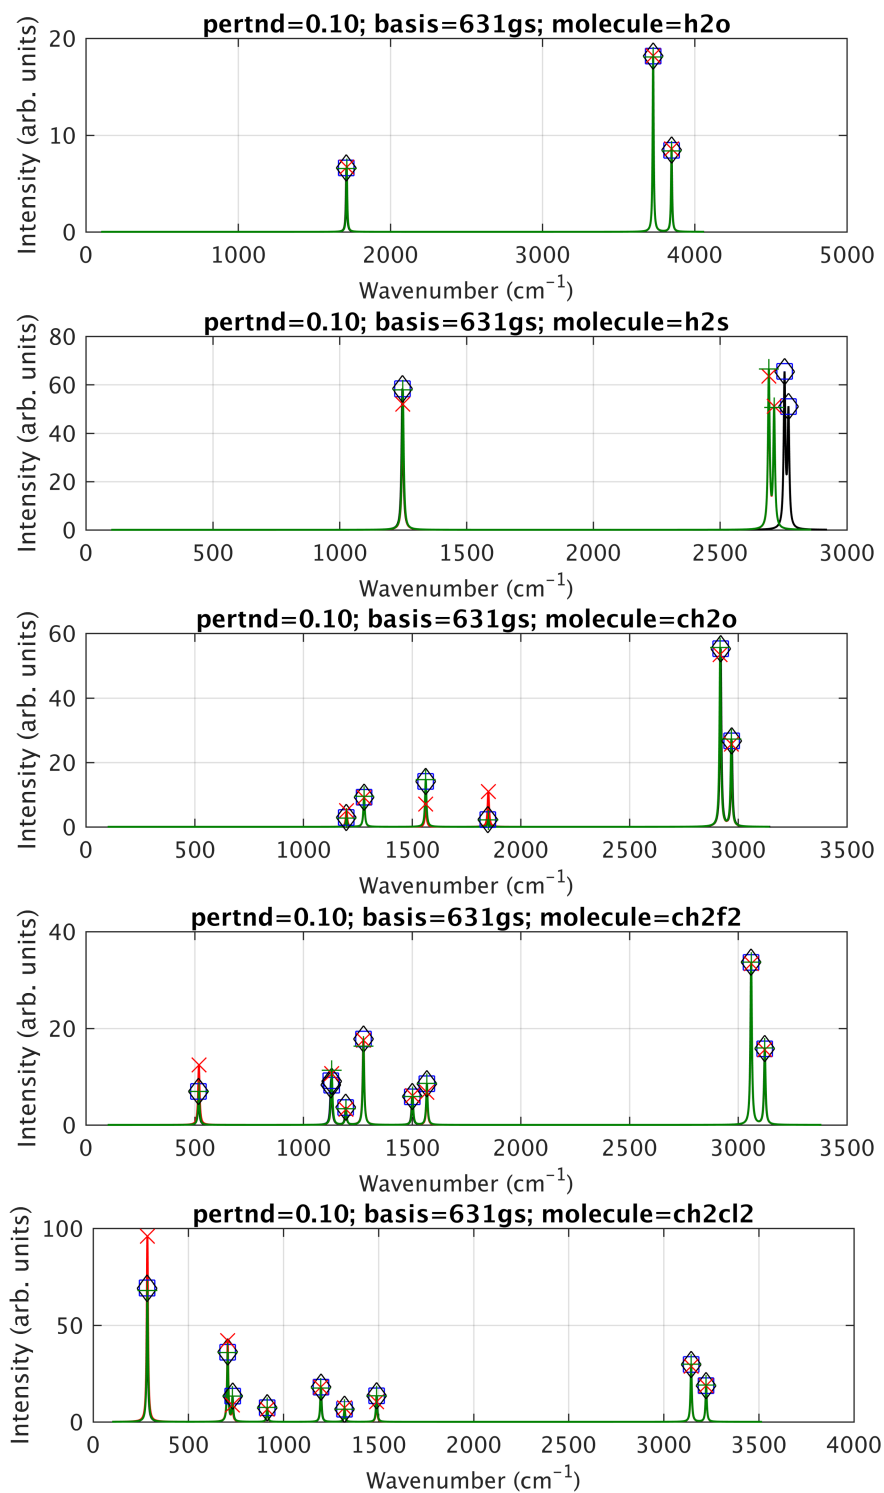 pertnd=0.10; basis=631gs; molecule=h2o
Intensity (arb. units)
20
10
0
0 1000 2000 3000 4000 5000
Wavenumber (cm⁻¹)
pertnd=0.10; basis=631gs; molecule=h2s
Intensity (arb. units)
80
60
40
20
0
0 500 1000 1500 2000 2500 3000
Wavenumber (cm⁻¹)
pertnd=0.10; basis=631gs; molecule=ch2o
Intensity (arb. units)
60
40
20
0
0 500 1000 1500 2000 2500 3000 3500
Wavenumber (cm⁻¹)
pertnd=0.10; basis=631gs; molecule=ch2f2
Intensity (arb. units)
40
20
0
0 500 1000 1500 2000 2500 3000 3500
Wavenumber (cm⁻¹)
pertnd=0.10; basis=631gs; molecule=ch2cl2
Intensity (arb. units)
100
50
0
0 500 1000 1500 2000 2500 3000 3500 4000
Wavenumber (cm⁻¹)